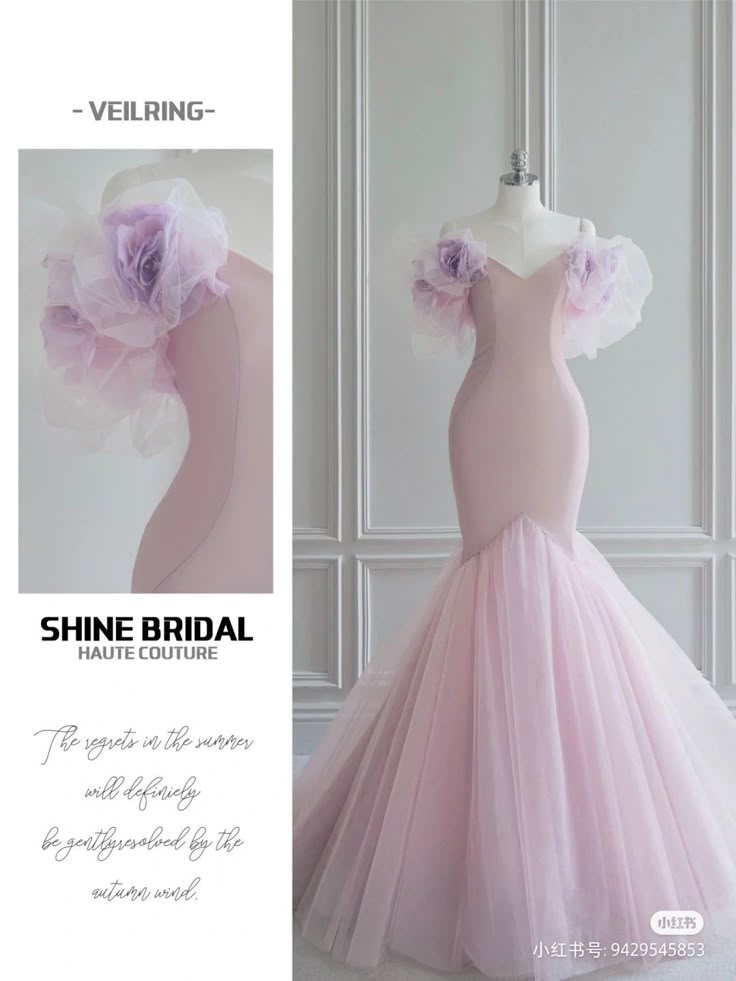 - VEILRING-
SHINE BRIDAL
HAUTE COUTURE
The regrets in the summer
will definiely
be gentlyresolved by the
autumn wind.
小红书
小红书号: 9429545853